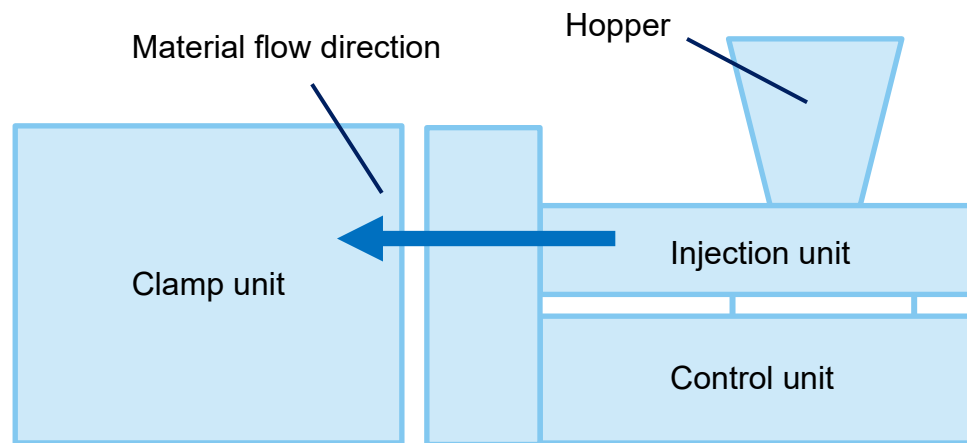 Hopper
Material flow direction
Injection unit
Clamp unit
Control unit